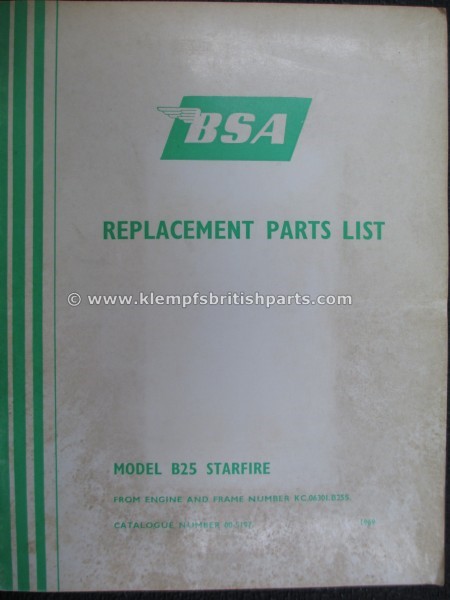 BSA
REPLACEMENT PARTS LIST
© www.klempfsbritishparts.com
MODEL B25 STARFIRE
FROM ENGINE AND FRAME NUMBER
CATALOGUE NUMBER